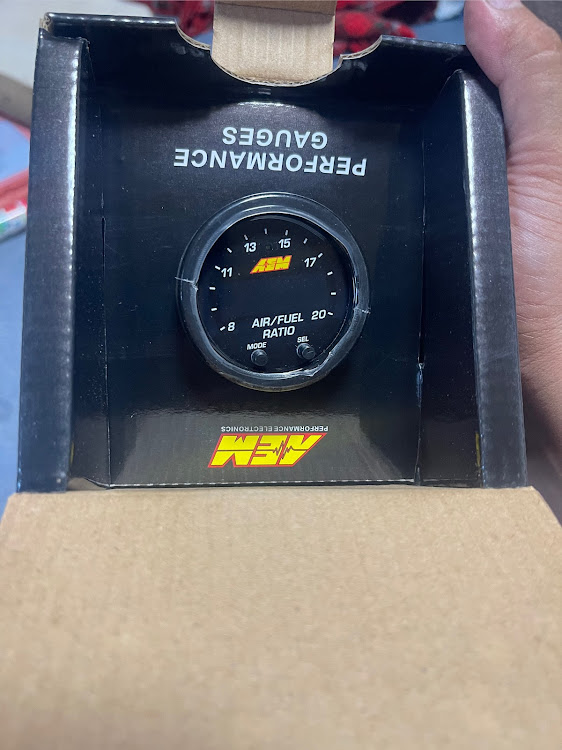 PERFORMANCE
GAUGES
8 11 13 15 17 20
AEM
AIR/FUEL
RATIO
MODE SEL
AEM
PERFORMANCE ELECTRONICS